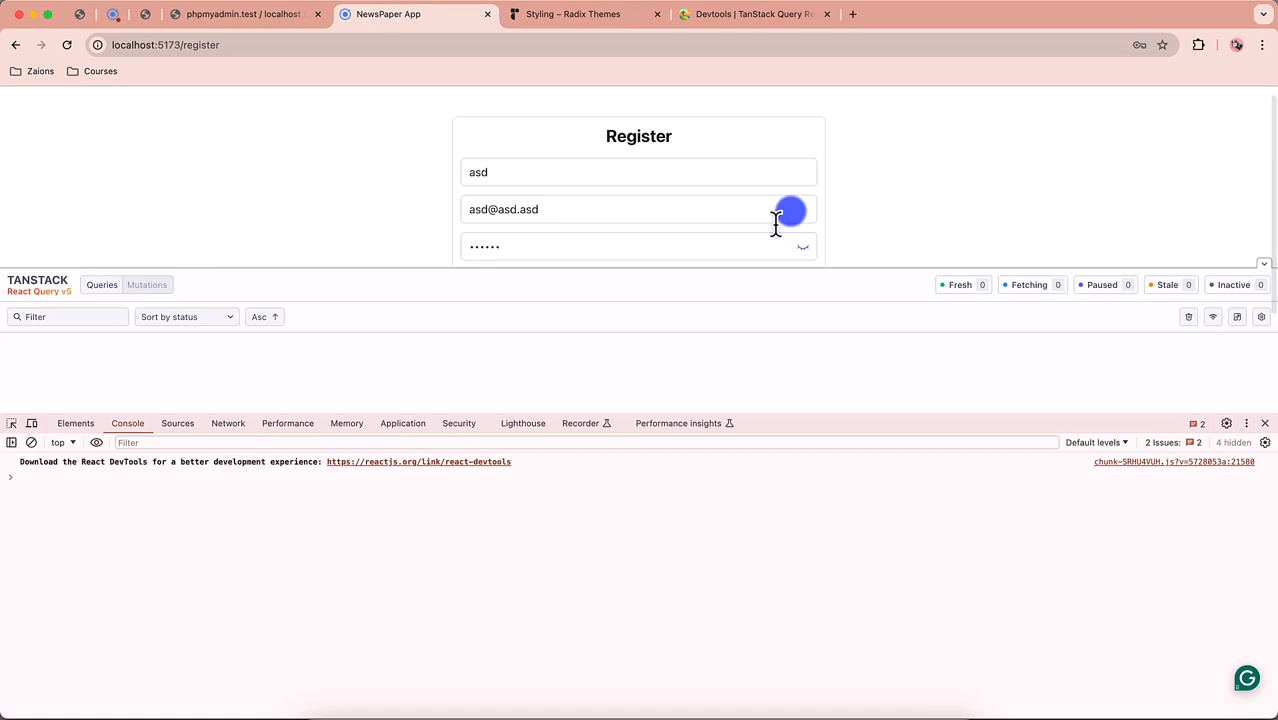 phpmyadmin.test / localhost
NewsPaper App
Styling – Radix Themes
Devtools | TanStack Query Re
localhost:5173/register
Zaions
Courses
Register
asd
asd@asd.asd
••••••
TANSTACK
React Query v5
Queries
Mutations
Fresh 0
Fetching 0
Paused 0
Stale 0
Inactive 0
Filter
Sort by status
Asc ↑
Elements
Console
Sources
Network
Performance
Memory
Application
Security
Lighthouse
Recorder
Performance insights
2
top
Filter
Default levels
2 Issues: 2
4 hidden
Download the React DevTools for a better development experience: https://reactjs.org/link/react-devtools
chunk-SRHU4VUH.js?v=5728053a:21580